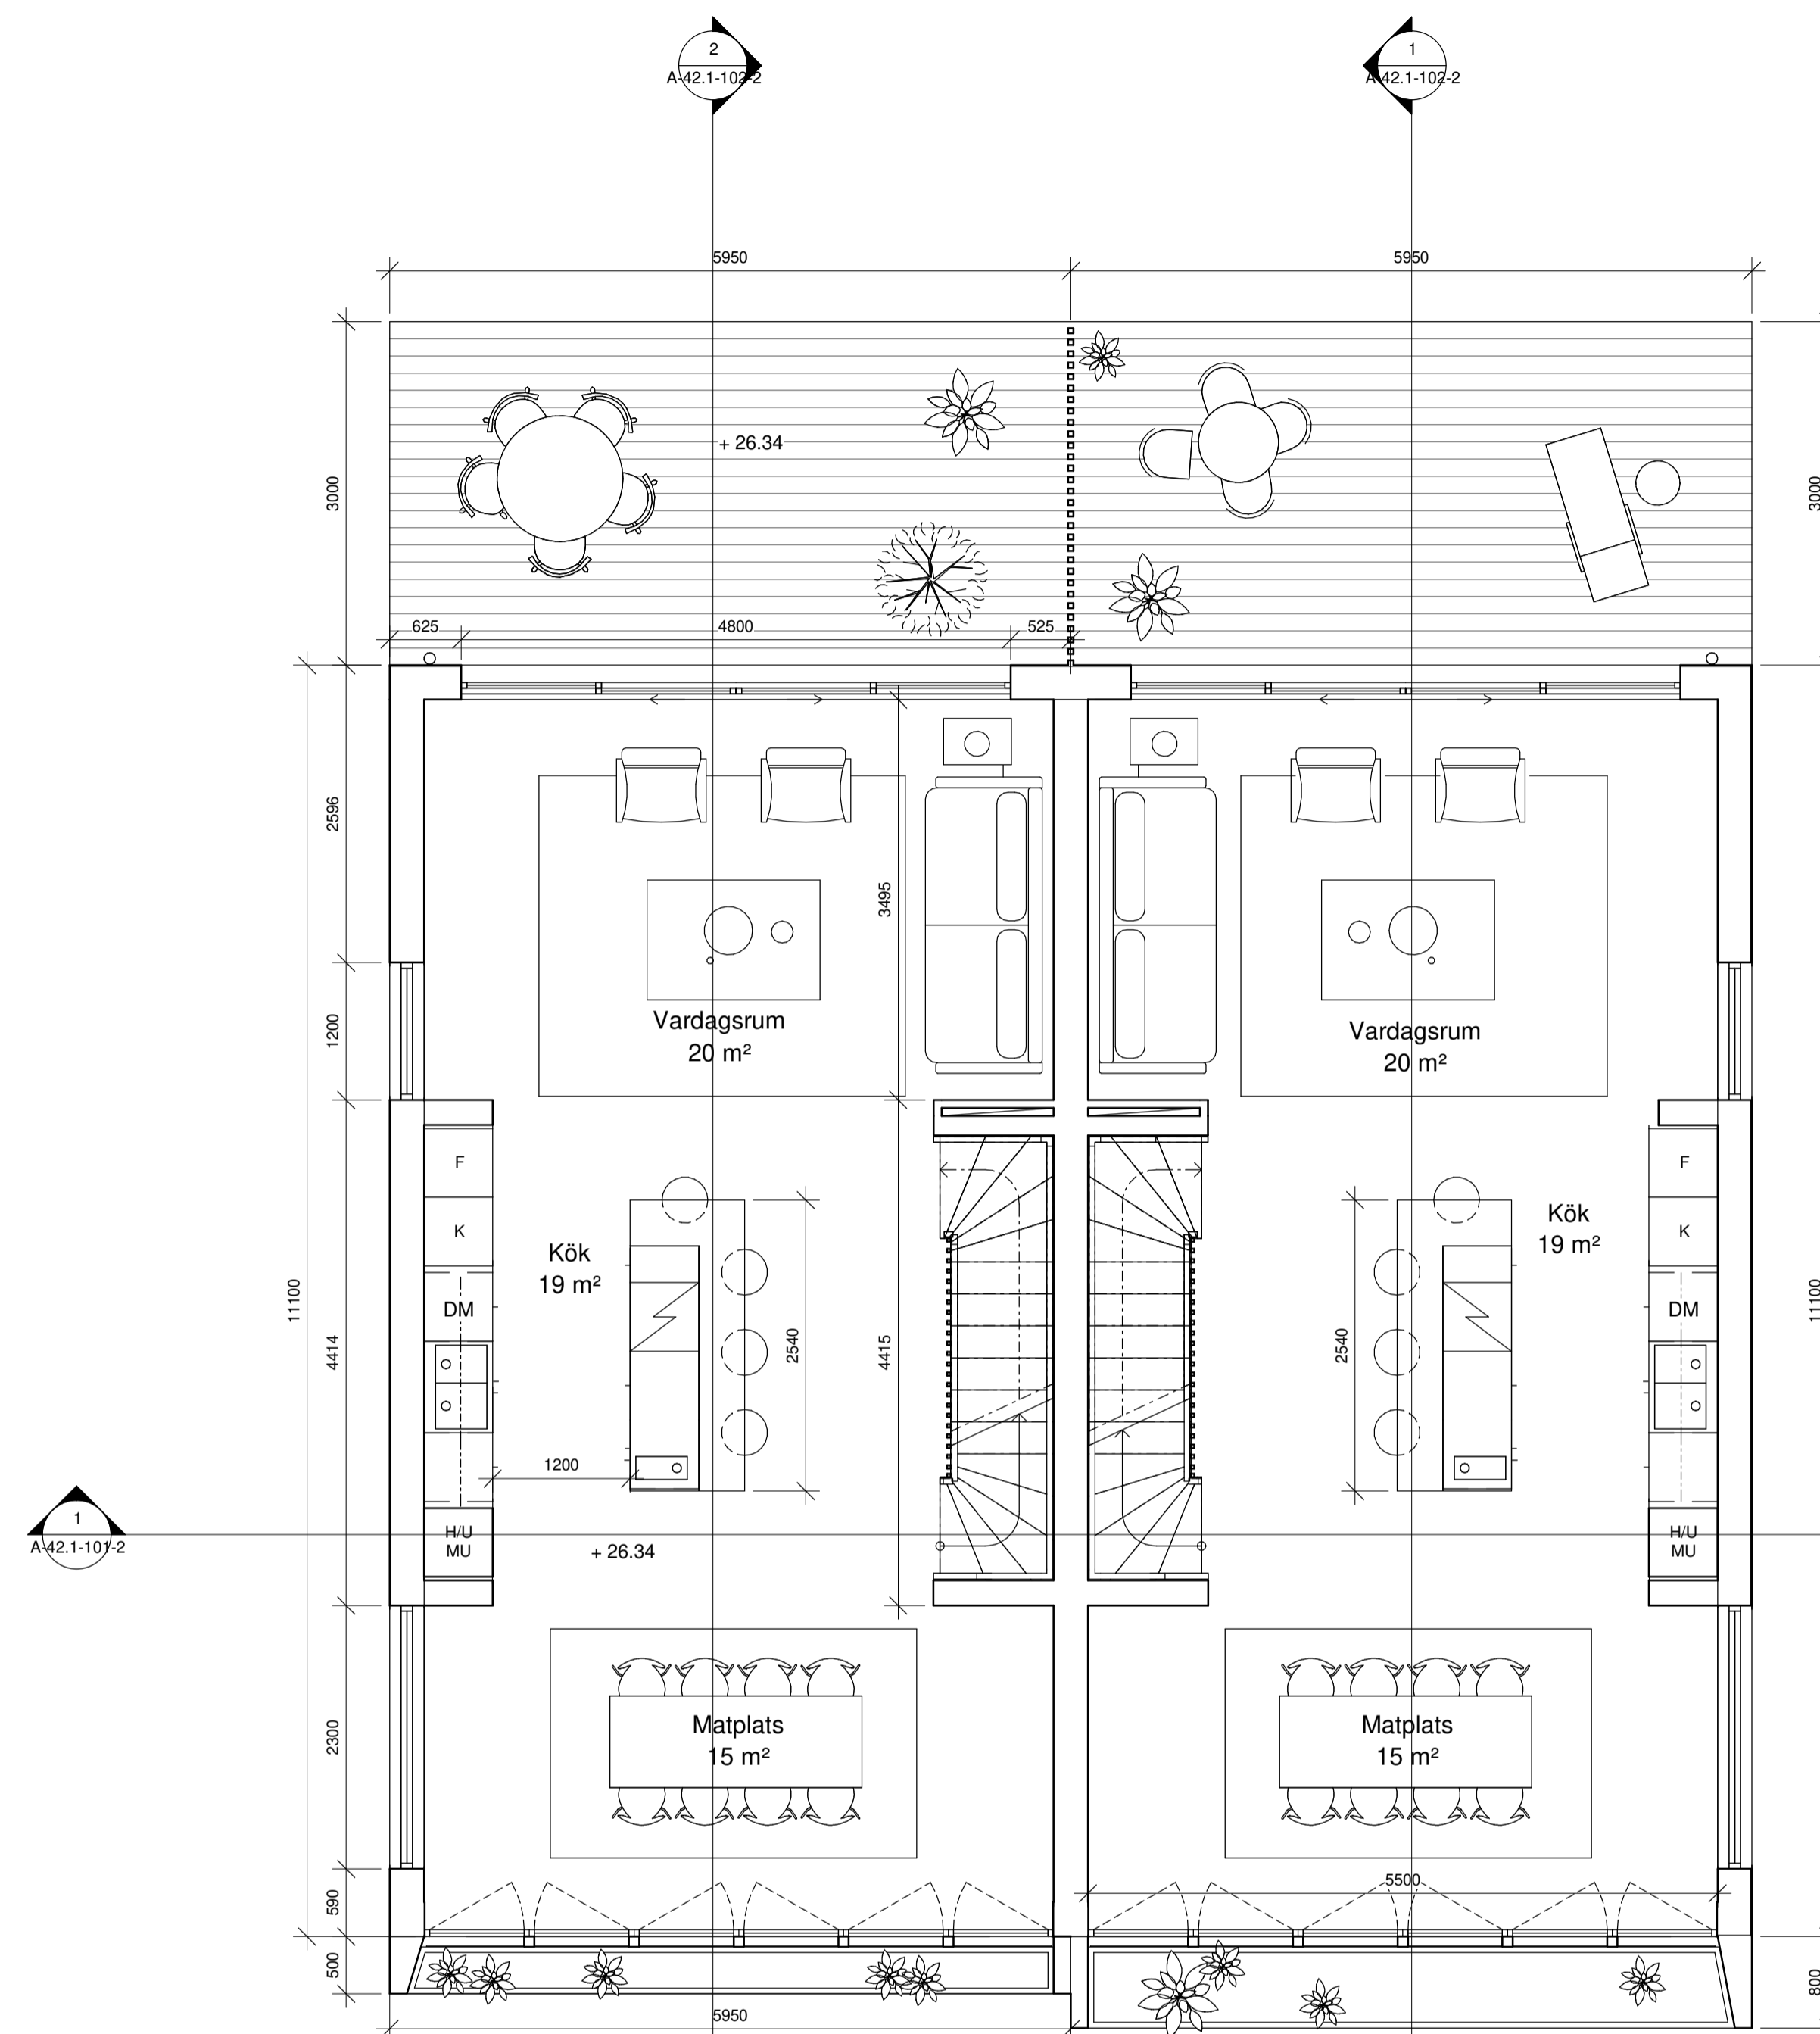 2
A-42.1-102-2
1
A-42.1-102-2
5950
5950
+ 26.34
3000
3000
625
4800
525
2596
3495
Vardagsrum
20 m²
Vardagsrum
20 m²
1200
F
F
K
K
Kök
19 m²
Kök
19 m²
11100
11100
DM
DM
4414
2540
4415
2540
1200
1
A-42.1-101-2
H/U
MU
+ 26.34
H/U
MU
2300
Matplats
15 m²
Matplats
15 m²
5500
590
500
800
5950